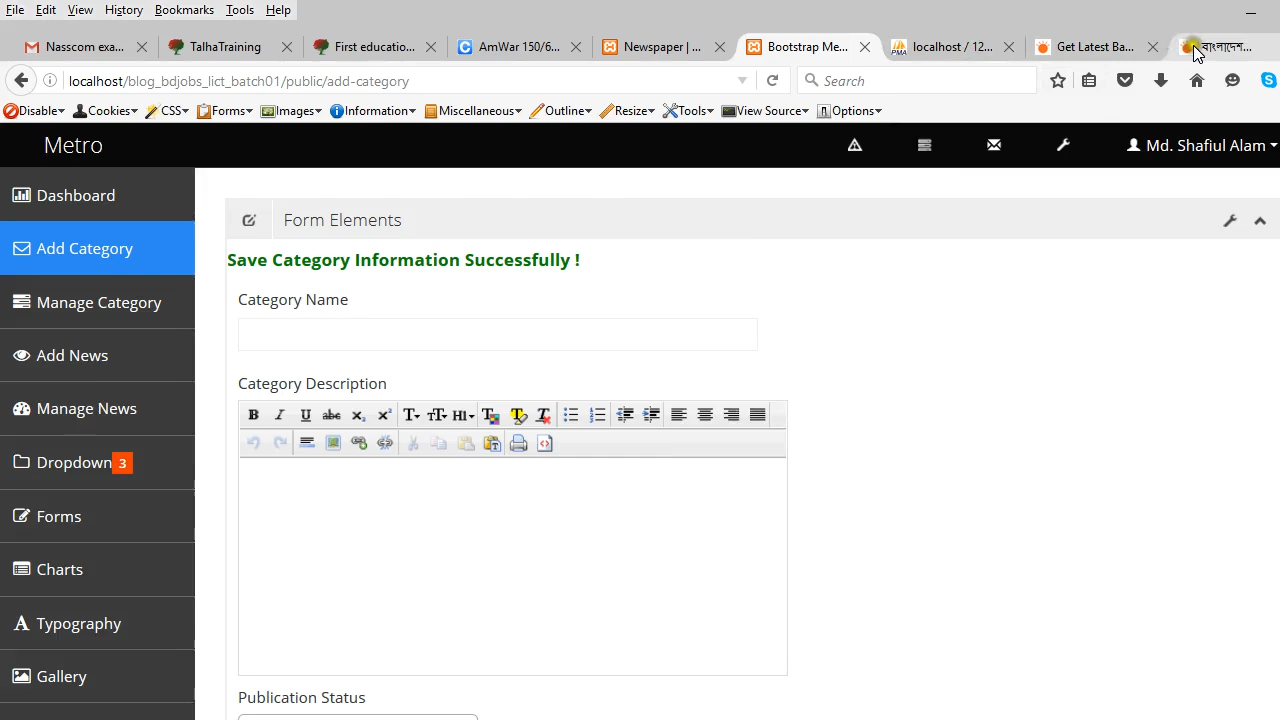 File Edit View History Bookmarks Tools Help
Nasscom exa... TalhaTraining First educatio... AmWar 150/6... Newspaper | ... Bootstrap Me... localhost / 12... Get Latest Ba... বাংলাদেশ...
localhost/blog_bdjobs_lict_batch01/public/add-category Search
Disable Cookies CSS Forms Images Information Miscellaneous Outline Resize Tools View Source Options
Metro Md. Shafiul Alam
Dashboard
Form Elements
Add Category
Save Category Information Successfully !
Manage Category
Category Name
Add News
Category Description
Manage News
Dropdown 3
Forms
Charts
Typography
Gallery
Publication Status